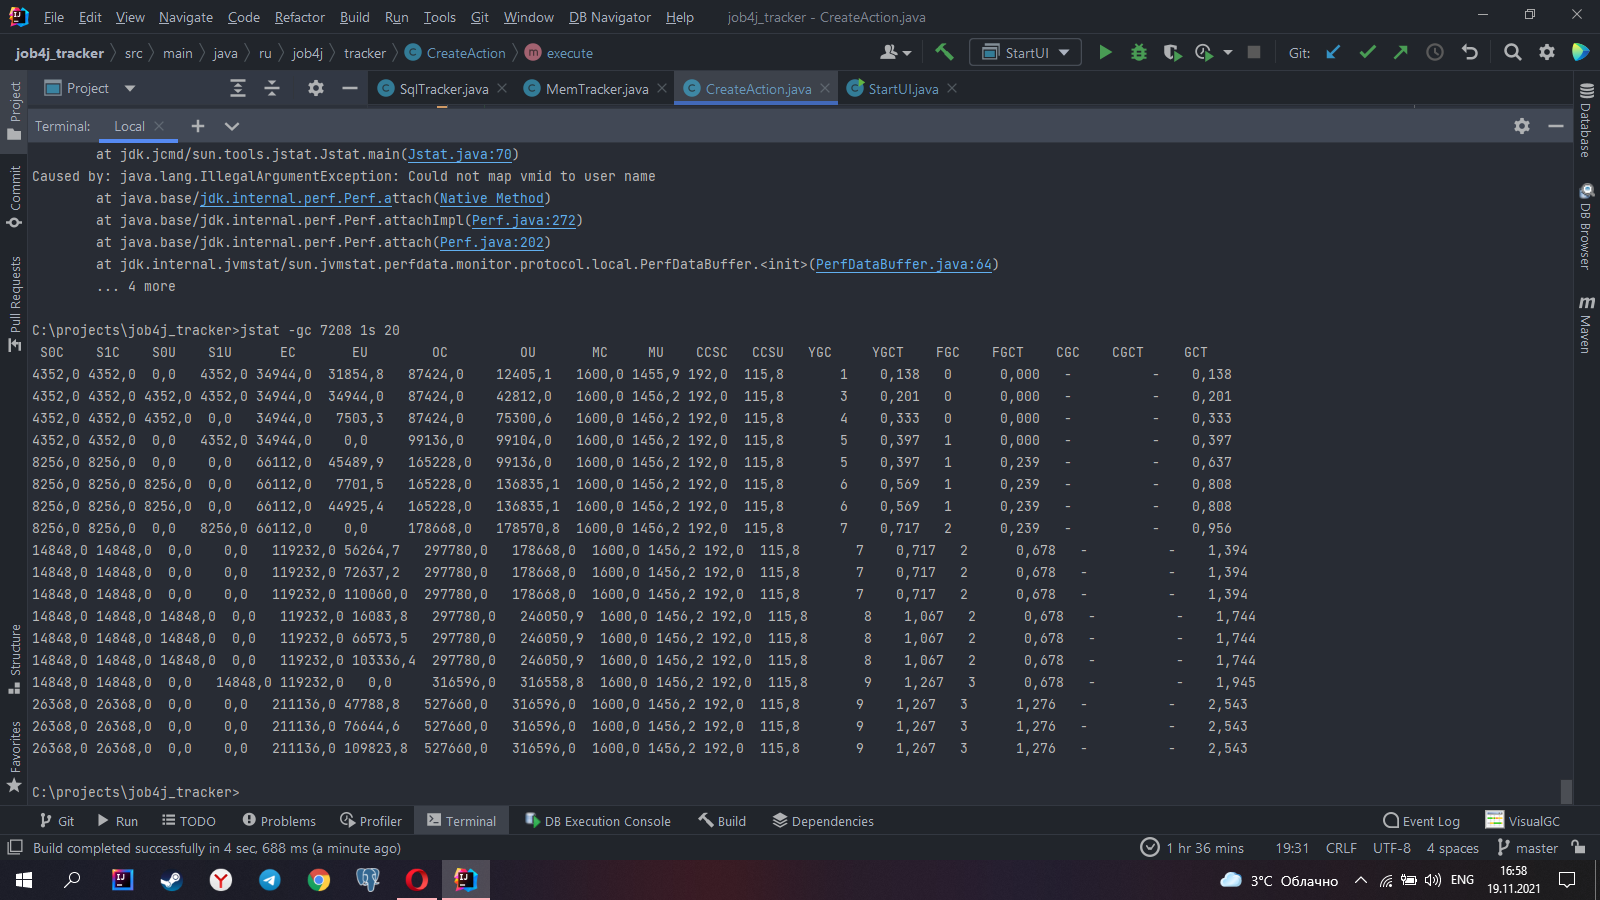 File Edit View Navigate Code Refactor Build Run Tools Git Window DB Navigator Help job4j_tracker - CreateAction.java
job4j_tracker src main java ru job4j tracker CreateAction execute StartUI Git:
Project SqlTracker.java MemTracker.java CreateAction.java StartUI.java
Terminal: Local
at jdk.jcmd/sun.tools.jstat.Jstat.main(Jstat.java:70)
Caused by: java.lang.IllegalArgumentException: Could not map vmid to user name
at java.base/jdk.internal.perf.Perf.attach(Native Method)
at java.base/jdk.internal.perf.Perf.attachImpl(Perf.java:272)
at java.base/jdk.internal.perf.Perf.attach(Perf.java:202)
at jdk.internal.jvmstat/sun.jvmstat.perfdata.monitor.protocol.local.PerfDataBuffer.<init>(PerfDataBuffer.java:64)
... 4 more
C:\projects\job4j_tracker>jstat -gc 7208 1s 20
S0C S1C S0U S1U EC EU OC OU MC MU CCSC CCSU YGC YGCT FGC FGCT CGC CGCT GCT
4352,0 4352,0 0,0 4352,0 34944,0 31854,8 87424,0 12405,1 1600,0 1455,9 192,0 115,8 1 0,138 0 0,000 - - 0,138
4352,0 4352,0 4352,0 4352,0 34944,0 34944,0 87424,0 42812,0 1600,0 1456,2 192,0 115,8 3 0,201 0 0,000 - - 0,201
4352,0 4352,0 4352,0 0,0 34944,0 7503,3 87424,0 75300,6 1600,0 1456,2 192,0 115,8 4 0,333 0 0,000 - - 0,333
4352,0 4352,0 0,0 4352,0 34944,0 0,0 99136,0 99104,0 1600,0 1456,2 192,0 115,8 5 0,397 1 0,000 - - 0,397
8256,0 8256,0 0,0 0,0 66112,0 45489,9 165228,0 99136,0 1600,0 1456,2 192,0 115,8 5 0,397 1 0,239 - - 0,637
8256,0 8256,0 8256,0 0,0 66112,0 7701,5 165228,0 136835,1 1600,0 1456,2 192,0 115,8 6 0,569 1 0,239 - - 0,808
8256,0 8256,0 8256,0 0,0 66112,0 44925,4 165228,0 136835,1 1600,0 1456,2 192,0 115,8 6 0,569 1 0,239 - - 0,808
8256,0 8256,0 0,0 8256,0 66112,0 0,0 178668,0 178570,8 1600,0 1456,2 192,0 115,8 7 0,717 2 0,239 - - 0,956
14848,0 14848,0 0,0 0,0 119232,0 56264,7 297780,0 178668,0 1600,0 1456,2 192,0 115,8 7 0,717 2 0,678 - - 1,394
14848,0 14848,0 0,0 0,0 119232,0 72637,2 297780,0 178668,0 1600,0 1456,2 192,0 115,8 7 0,717 2 0,678 - - 1,394
14848,0 14848,0 0,0 0,0 119232,0 110060,0 297780,0 178668,0 1600,0 1456,2 192,0 115,8 7 0,717 2 0,678 - - 1,394
14848,0 14848,0 14848,0 0,0 119232,0 16083,8 297780,0 246050,9 1600,0 1456,2 192,0 115,8 8 1,067 2 0,678 - - 1,744
14848,0 14848,0 14848,0 0,0 119232,0 66573,5 297780,0 246050,9 1600,0 1456,2 192,0 115,8 8 1,067 2 0,678 - - 1,744
14848,0 14848,0 14848,0 0,0 119232,0 103336,4 297780,0 246050,9 1600,0 1456,2 192,0 115,8 8 1,067 2 0,678 - - 1,744
14848,0 14848,0 0,0 14848,0 119232,0 0,0 316596,0 316558,8 1600,0 1456,2 192,0 115,8 9 1,267 3 0,678 - - 1,945
26368,0 26368,0 0,0 0,0 211136,0 47788,8 527660,0 316596,0 1600,0 1456,2 192,0 115,8 9 1,267 3 1,276 - - 2,543
26368,0 26368,0 0,0 0,0 211136,0 76644,6 527660,0 316596,0 1600,0 1456,2 192,0 115,8 9 1,267 3 1,276 - - 2,543
26368,0 26368,0 0,0 0,0 211136,0 109823,8 527660,0 316596,0 1600,0 1456,2 192,0 115,8 9 1,267 3 1,276 - - 2,543
C:\projects\job4j_tracker>
Project
Commit
Pull Requests
Structure
Favorites
Database
DB Browser
Maven
Git Run TODO Problems Profiler Terminal DB Execution Console Build Dependencies Event Log VisualGC
Build completed successfully in 4 sec, 688 ms (a minute ago) 1 hr 36 mins 19:31 CRLF UTF-8 4 spaces master
3°C Облачно ENG 16:58
19.11.2021